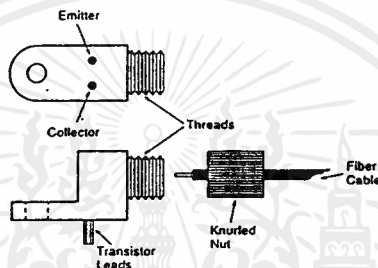 Emitter
Collector
Threads
Fiber
Cable
Knurled
Nut
Transistor
Leads